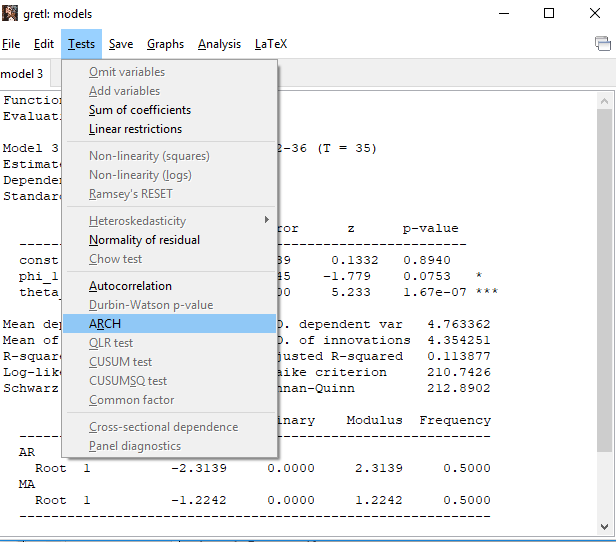 gretl: models
File Edit Tests Save Graphs Analysis LaTeX
model 3
Omit variables
Add variables
Sum of coefficients
Linear restrictions
Non-linearity (squares)
Non-linearity (logs)
Ramsey's RESET
Heteroskedasticity
Normality of residual
Chow test
Autocorrelation
Durbin-Watson p-value
ARCH
QLR test
CUSUM test
CUSUMSQ test
Common factor
Cross-sectional dependence
Panel diagnostics
Function
Evaluat
Model 3 2-36 (T = 35)
Estimate
Depende
Standar
ror z p-value
const 39 0.1332 0.8940
phi_1 45 -1.779 0.0753 *
theta_ 00 5.233 1.67e-07 ***
Mean dep D. dependent var 4.763362
Mean of D. of innovations 4.354251
R-square justed R-squared 0.113877
Log-like aike criterion 210.7426
Schwarz nnan-Quinn 212.8902
inary Modulus Frequency
AR
Root 1 -2.3139 0.0000 2.3139 0.5000
MA
Root 1 -1.2242 0.0000 1.2242 0.5000